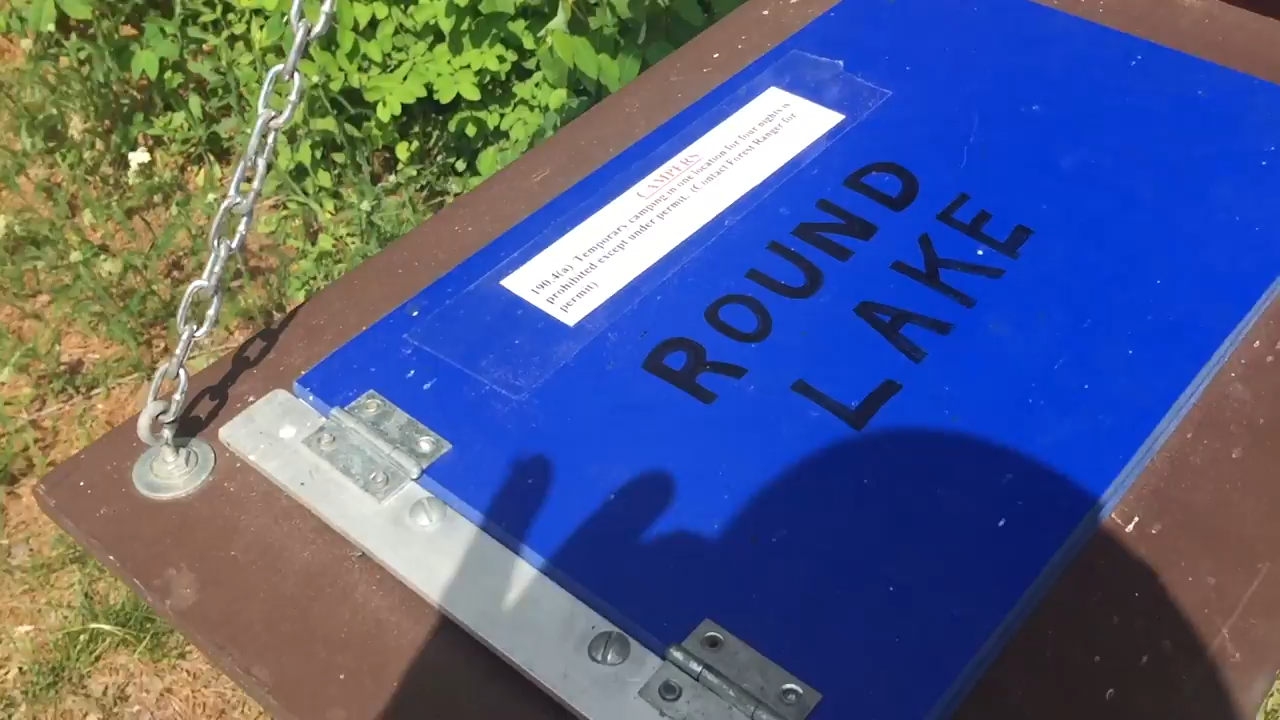 CAMPERS
190.4(a) Temporary camping in one location for four nights is
prohibited except under permit. (Contact Forest Ranger for
permit)
ROUND
LAKE